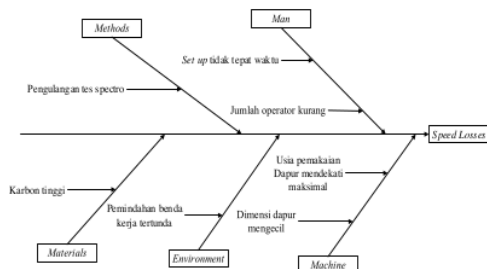 Man
Methods
Set up tidak tepat waktu
Pengulangan tes spectro
Jumlah operator kurang
Speed Losses
Usia pemakaian
Dapur mendekati
maksimal
Karbon tinggi
Pemindahan benda
kerja tertunda
Dimensi dapur
mengecil
Materials
Environment
Machine